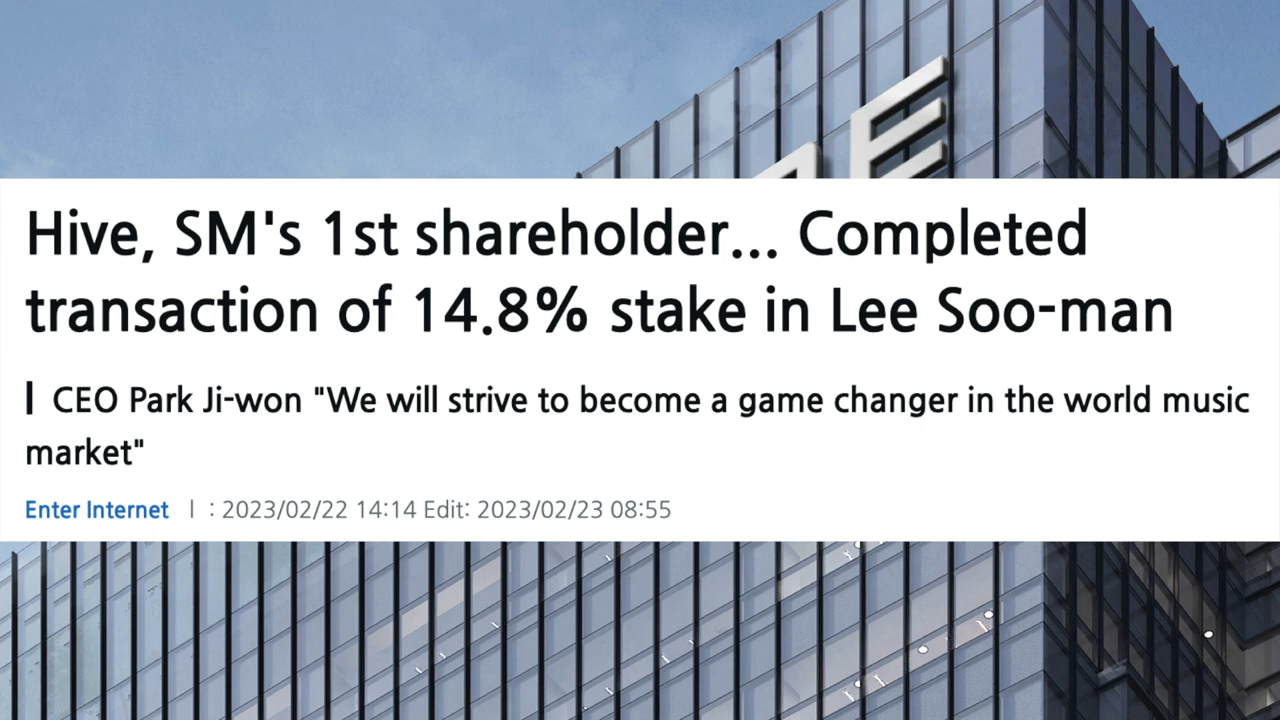 E
Hive, SM's 1st shareholder... Completed
transaction of 14.8% stake in Lee Soo-man
CEO Park Ji-won "We will strive to become a game changer in the world music
market"
Enter Internet | : 2023/02/22 14:14 Edit: 2023/02/23 08:55